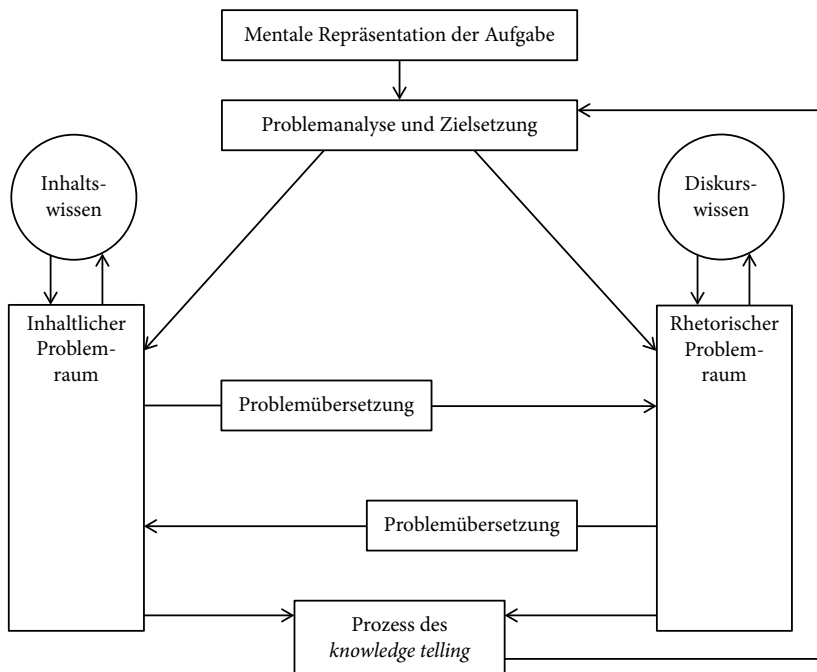 Mentale Repräsentation der Aufgabe
Problemanalyse und Zielsetzung
Inhalts-
wissen
Diskurs-
wissen
Inhaltlicher
Problem-
raum
Rhetorischer
Problem-
raum
Problemübersetzung
Problemübersetzung
Prozess des
knowledge telling